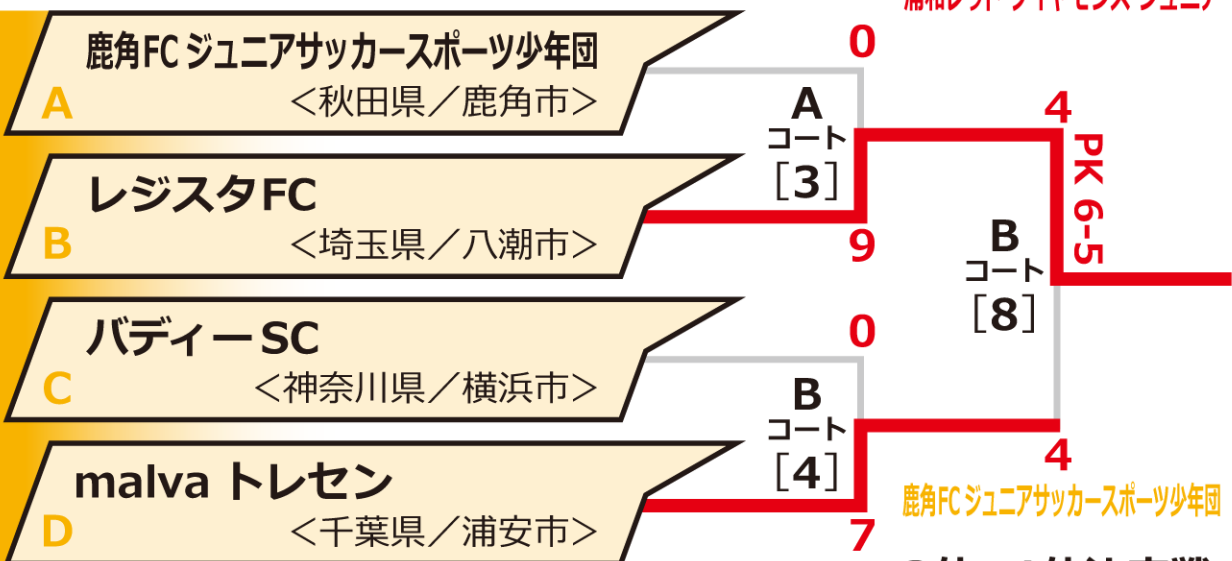 鹿角FC ジュニアサッカースポーツ少年団
A
<秋田県／鹿角市>
レジスタFC
B
<埼玉県／八潮市>
バディーSC
C
<神奈川県／横浜市>
malva トレセン
D
<千葉県／浦安市>
0
A
コート
[3]
9
0
B
コート
[4]
7
4
PK 6-5
B
コート
[8]
4
鹿角FC ジュニアサッカースポーツ少年団